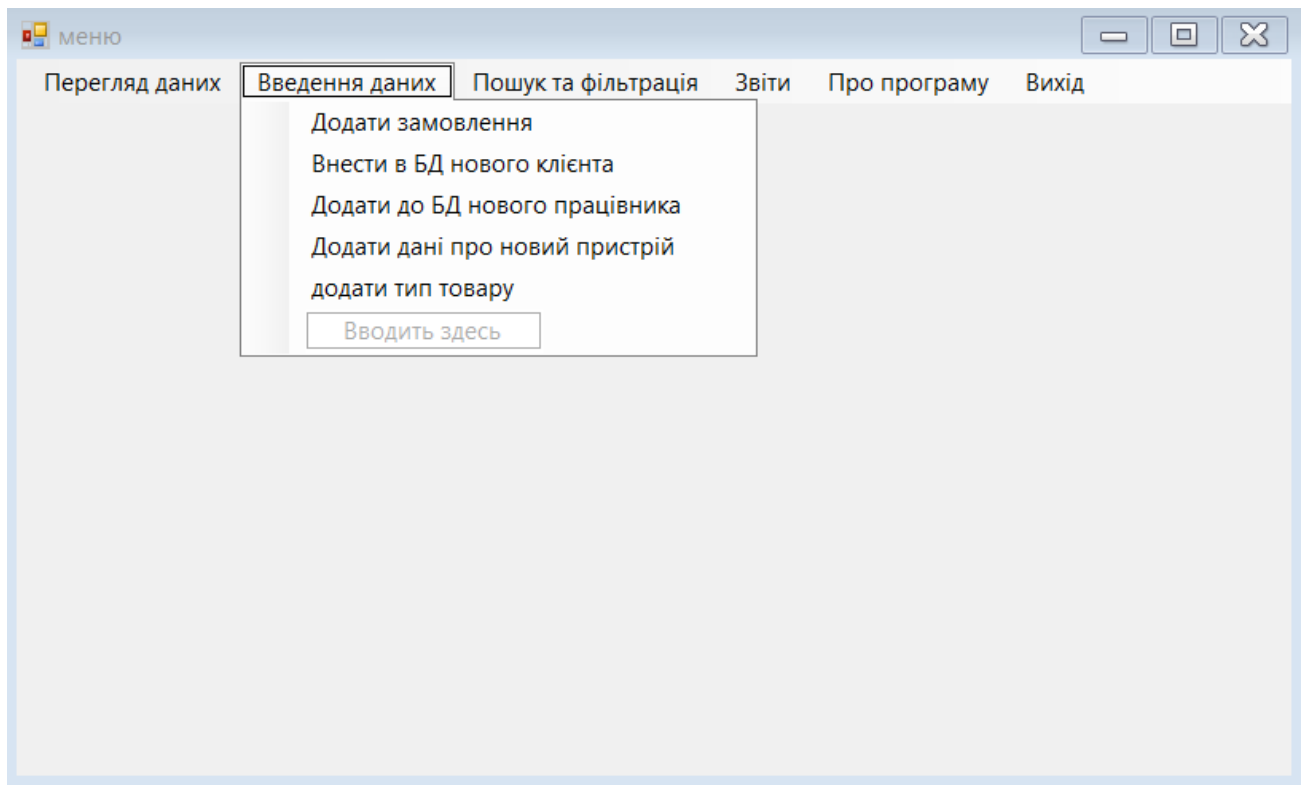 меню
Перегляд даних Введення даних Пошук та фільтрація Звіти Про програму Вихід
Додати замовлення
Внести в БД нового клієнта
Додати до БД нового працівника
Додати дані про новий пристрій
додати тип товару
Вводить здесь